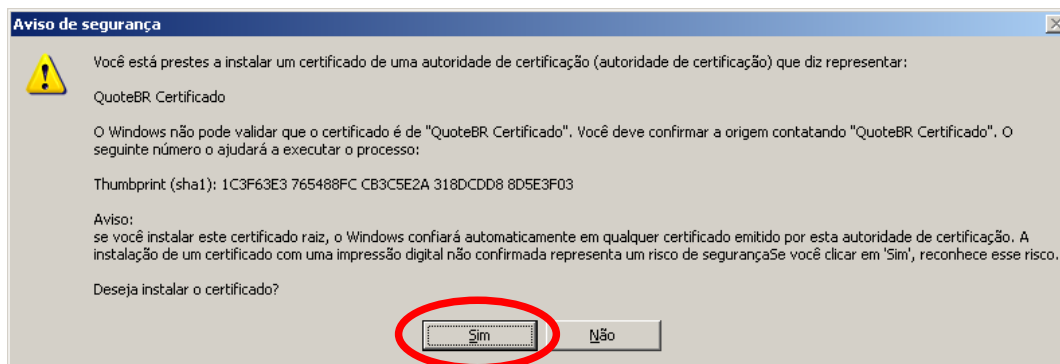 Aviso de segurança
Você está prestes a instalar um certificado de uma autoridade de certificação (autoridade de certificação) que diz representar:
QuoteBR Certificado
O Windows não pode validar que o certificado é de "QuoteBR Certificado". Você deve confirmar a origem contatando "QuoteBR Certificado". O
seguinte número o ajudará a executar o processo:
Thumbprint (sha1): 1C3F63E3 765488FC CB3C5E2A 318DCDD8 8D5E3F03
Aviso:
se você instalar este certificado raiz, o Windows confiará automaticamente em qualquer certificado emitido por esta autoridade de certificação. A
instalação de um certificado com uma impressão digital não confirmada representa um risco de segurançaSe você clicar em 'Sim', reconhece esse risco.
Deseja instalar o certificado?
Sim Não